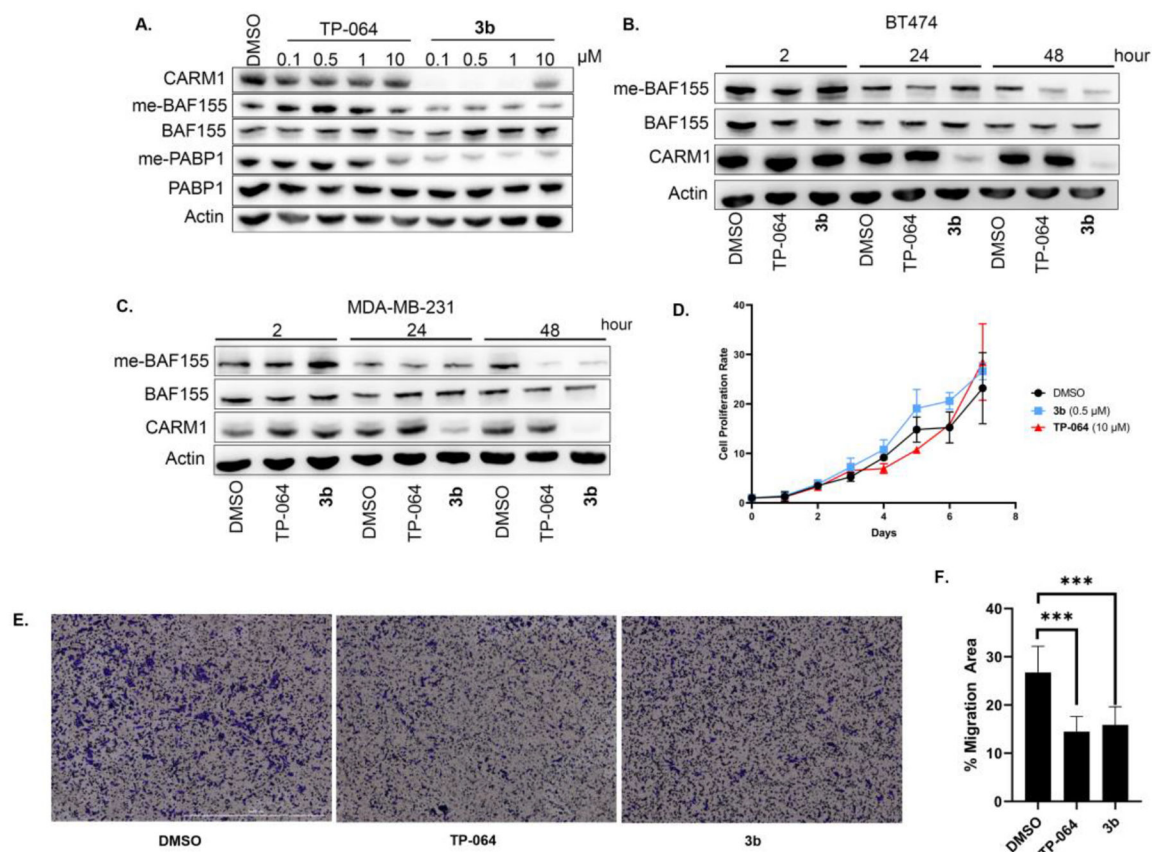 A.
TP-064 3b
DMSO 0.1 0.5 1 10 0.1 0.5 1 10 μM
CARM1
me-BAF155
BAF155
me-PABP1
PABP1
Actin
B.
BT474
2 24 48 hour
me-BAF155
BAF155
CARM1
Actin
DMSO TP-064 3b DMSO TP-064 3b DMSO TP-064 3b
C.
MDA-MB-231
2 24 48 hour
me-BAF155
BAF155
CARM1
Actin
DMSO TP-064 3b DMSO TP-064 3b DMSO TP-064 3b
D.
Cell Proliferation Rate
40
30
20
10
0
0 2 4 6 8
Days
DMSO
3b (0.5 μM)
TP-064 (10 μM)
E.
DMSO TP-064 3b
F.
% Migration Area
40
30
20
10
0
***
***
DMSO TP-064 3b